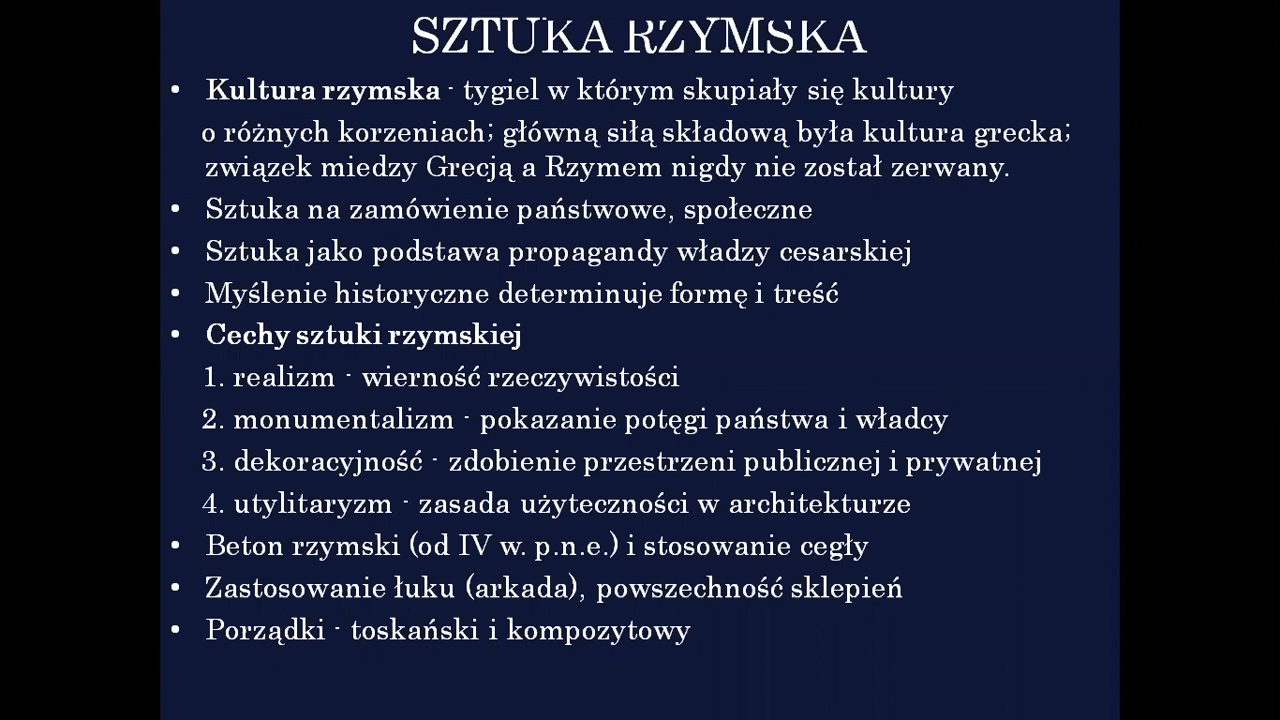 SZTUKA RZYMSKA
• Kultura rzymska - tygiel w którym skupiały się kultury
o różnych korzeniach; główną siłą składową była kultura grecka;
związek miedzy Grecją a Rzymem nigdy nie został zerwany.
• Sztuka na zamówienie państwowe, społeczne
• Sztuka jako podstawa propagandy władzy cesarskiej
• Myślenie historyczne determinuje formę i treść
• Cechy sztuki rzymskiej
1. realizm - wierność rzeczywistości
2. monumentalizm - pokazanie potęgi państwa i władcy
3. dekoracyjność - zdobienie przestrzeni publicznej i prywatnej
4. utylitaryzm - zasada użyteczności w architekturze
• Beton rzymski (od IV w. p.n.e.) i stosowanie cegły
• Zastosowanie łuku (arkada), powszechność sklepień
• Porządki - toskański i kompozytowy